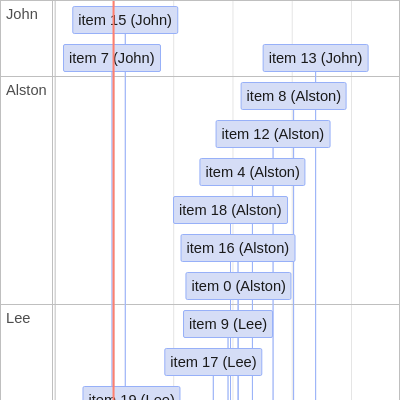 John
item 15 (John)
item 7 (John)
item 13 (John)
Alston
item 8 (Alston)
item 12 (Alston)
item 4 (Alston)
item 18 (Alston)
item 16 (Alston)
item 0 (Alston)
Lee
item 9 (Lee)
item 17 (Lee)
item 19 (Lee)